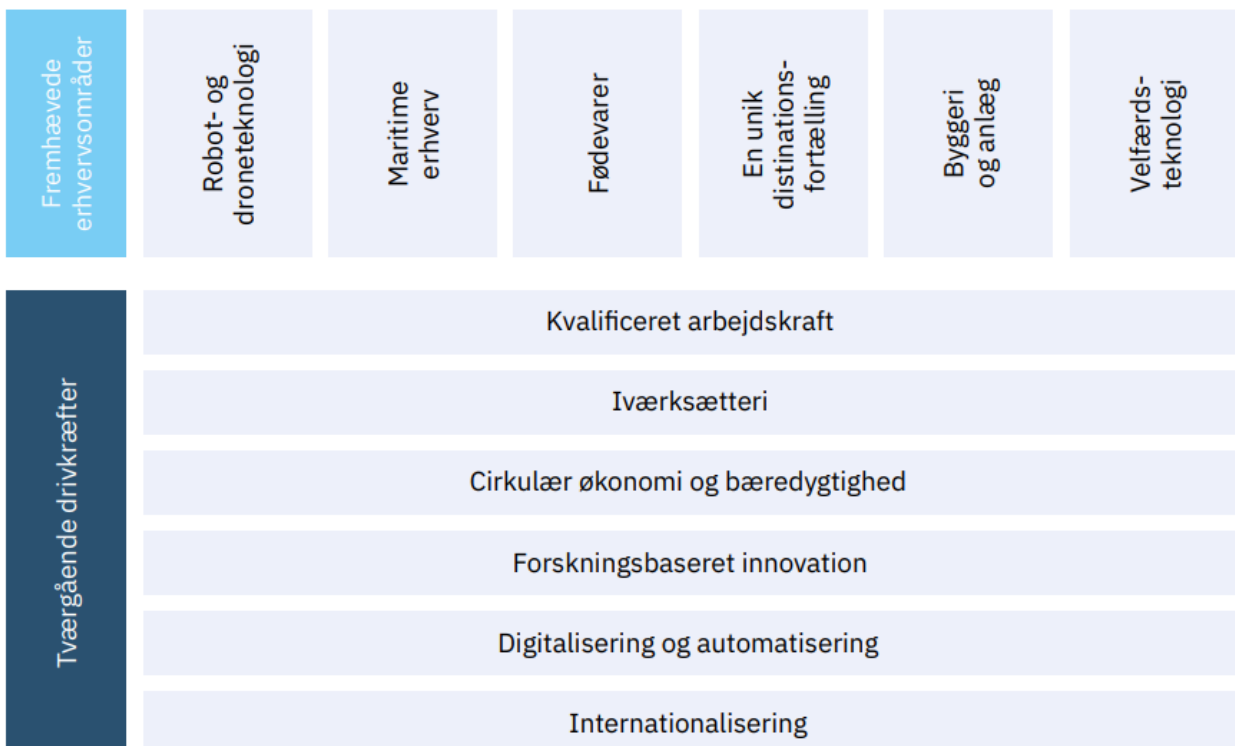 Fremhævede
erhvervsområder
Robot- og
droneteknologi
Maritime
erhverv
Fødevarer
En unik
distinations-
fortælling
Byggeri
og anlæg
Velfærds-
teknologi
Tværgående drivkræfter
Kvalificeret arbejdskraft
Iværksætteri
Cirkulær økonomi og bæredygtighed
Forskningsbaseret innovation
Digitalisering og automatisering
Internationalisering